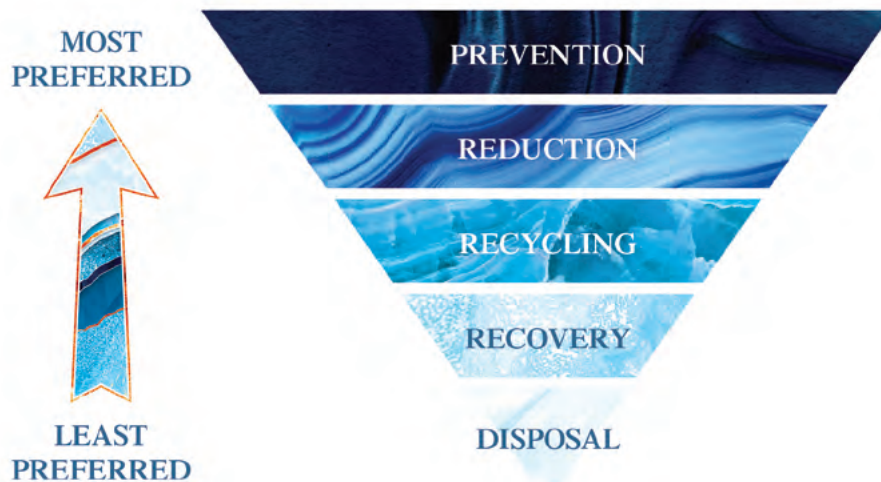 MOST
PREFERRED
PREVENTION
REDUCTION
RECYCLING
RECOVERY
DISPOSAL
LEAST
PREFERRED